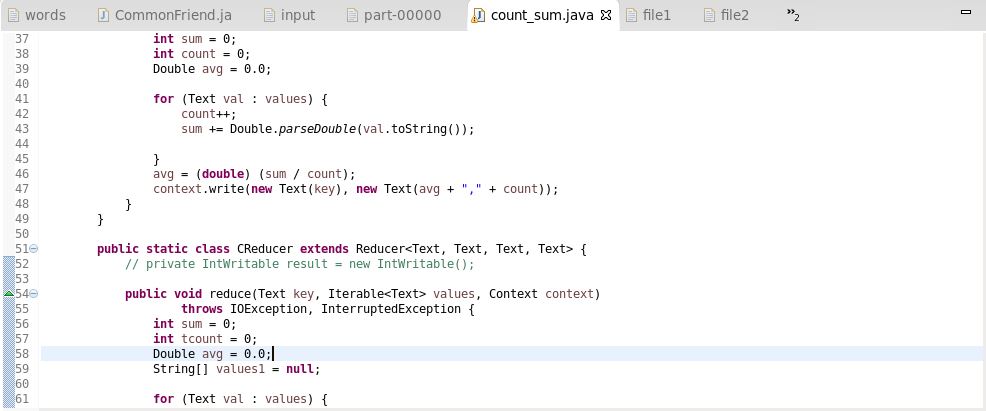 words CommonFriend.ja input part-00000 count_sum.java file1 file2 »2
37 int sum = 0;
38 int count = 0;
39 Double avg = 0.0;
40
41 for (Text val : values) {
42 count++;
43 sum += Double.parseDouble(val.toString());
44
45 }
46 avg = (double) (sum / count);
47 context.write(new Text(key), new Text(avg + "," + count));
48 }
49 }
50
51 public static class CReducer extends Reducer<Text, Text, Text, Text> {
52 // private IntWritable result = new IntWritable();
53
54 public void reduce(Text key, Iterable<Text> values, Context context)
55 throws IOException, InterruptedException {
56 int sum = 0;
57 int tcount = 0;
58 Double avg = 0.0;
59 String[] values1 = null;
60
61 for (Text val : values) {